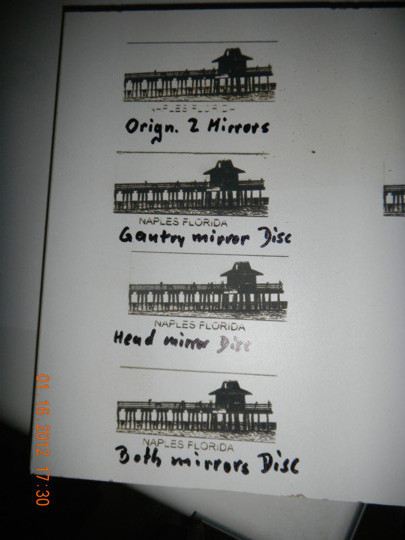 NAPLES FLORIDA
Orign. 2 Mirrors
NAPLES FLORIDA
Gantry mirror Disc
NAPLES FLORIDA
Head mirror Disc
NAPLES FLORIDA
Both mirrors Disc
01 16 2012 17:30